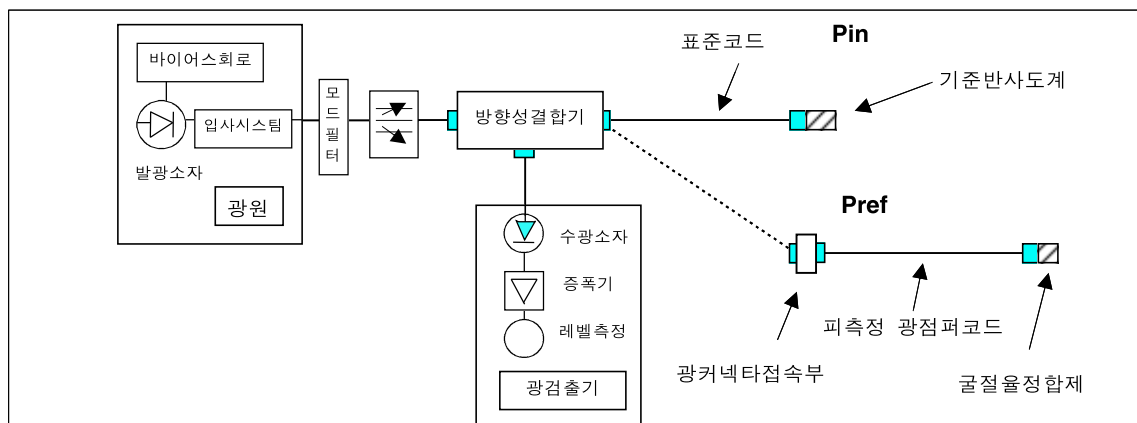 바이어스회로
입사시스팀
발광소자
광원
모드필터
방향성결합기
표준코드
Pin
기준반사도계
Pref
수광소자
증폭기
레벨측정
광검출기
광커넥타접속부
피측정 광점퍼코드
굴절율정합제